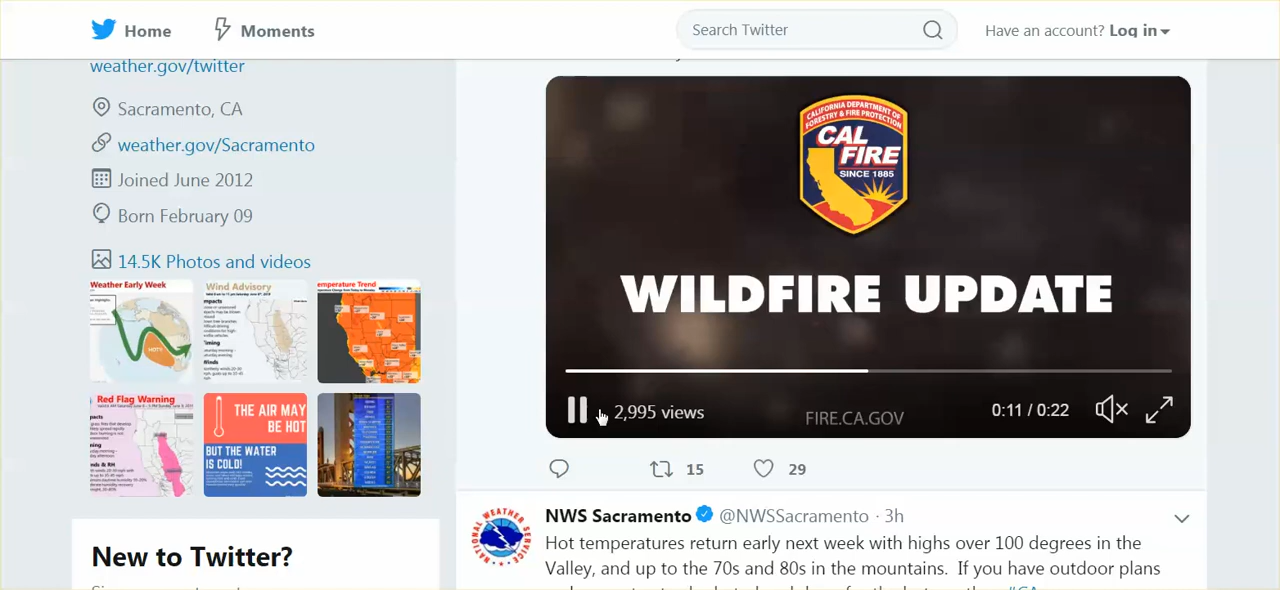 Home
Moments
Search Twitter
Have an account? Log in
weather.gov/twitter
Sacramento, CA
weather.gov/Sacramento
Joined June 2012
Born February 09
14.5K Photos and videos
Weather Early Week
Wind Advisory
Temperature Trend
Red Flag Warning
THE AIR MAY
BE HOT
BUT THE WATER
IS COLD!
New to Twitter?
CALIFORNIA DEPARTMENT OF
FORESTRY & FIRE PROTECTION
CAL
FIRE
SINCE 1885
WILDFIRE UPDATE
2,995 views
FIRE.CA.GOV
0:11 / 0:22
15
29
NATIONAL WEATHER SERVICE
NWS Sacramento @NWSSacramento · 3h
Hot temperatures return early next week with highs over 100 degrees in the
Valley, and up to the 70s and 80s in the mountains. If you have outdoor plans